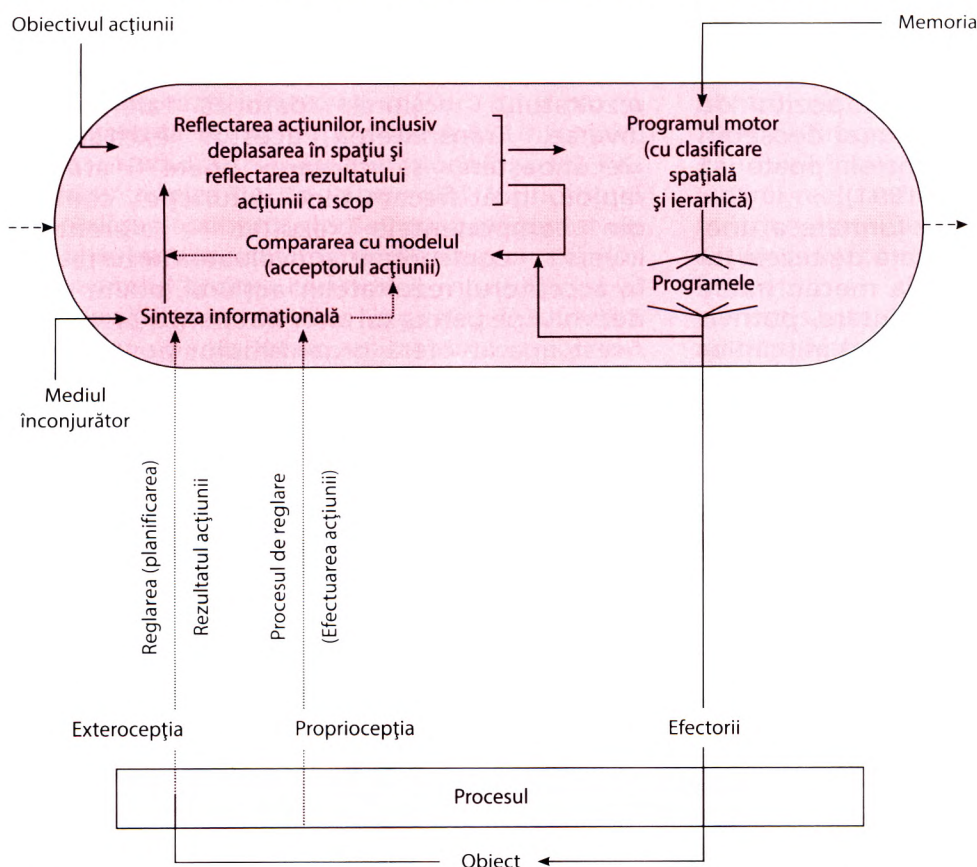 Obiectivul acţiunii
Memoria
Reflectarea acţiunilor, inclusiv
deplasarea în spaţiu şi
reflectarea rezultatului
acţiunii ca scop
Programul motor
(cu clasificare
spaţială
şi ierarhică)
Compararea cu modelul
(acceptorul acţiunii)
Programele
Sinteza informaţională
Mediul
înconjurător
Reglarea (planificarea)
Rezultatul acţiunii
Procesul de reglare
(Efectuarea acţiunii)
Exterocepţia
Propriocepţia
Efectorii
Procesul
Obiect